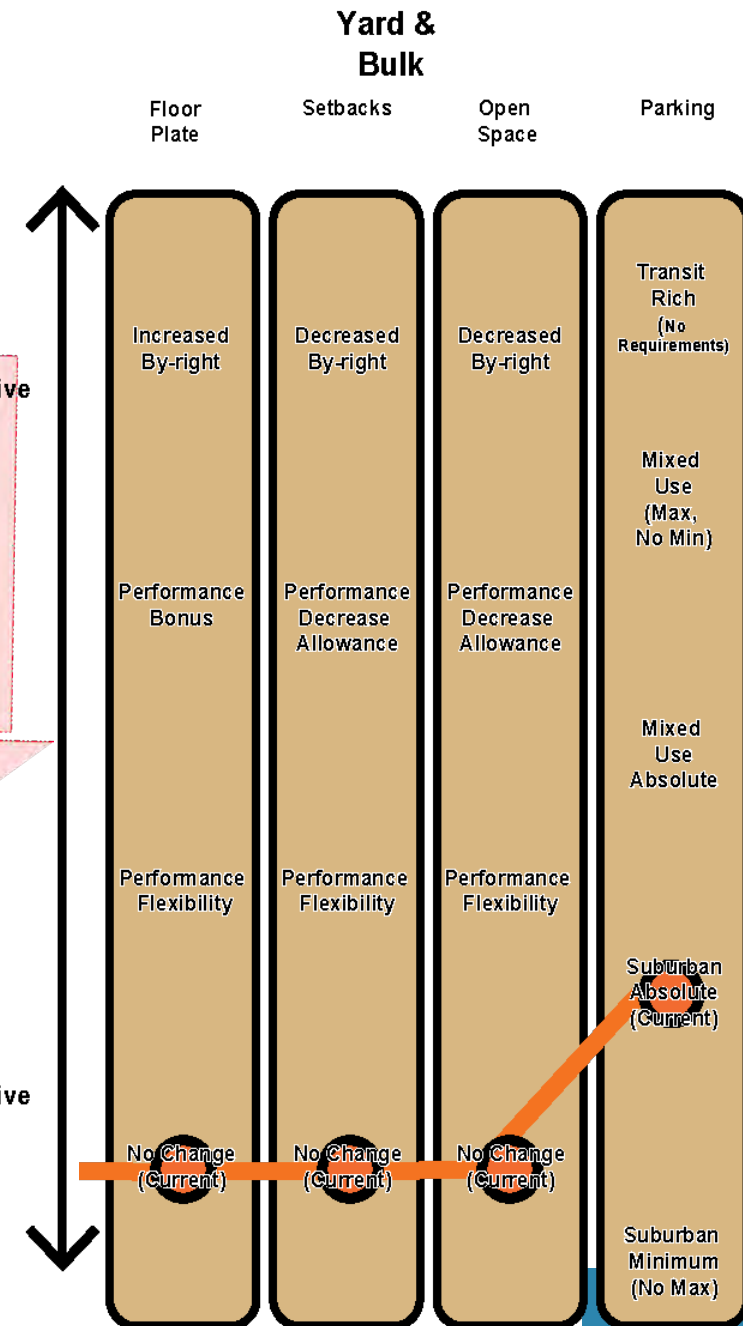 Yard &
Bulk
Floor
Plate
Setbacks
Open
Space
Parking
Increased
By-right
Performance
Bonus
Performance
Flexibility
No Change
(Current)
Decreased
By-right
Performance
Decrease
Allowance
Performance
Flexibility
No Change
(Current)
Decreased
By-right
Performance
Decrease
Allowance
Performance
Flexibility
No Change
(Current)
Transit
Rich
(No
Requirements)
Mixed
Use
(Max,
No Min)
Mixed
Use
Absolute
Suburban
Absolute
(Current)
Suburban
Minimum
(No Max)